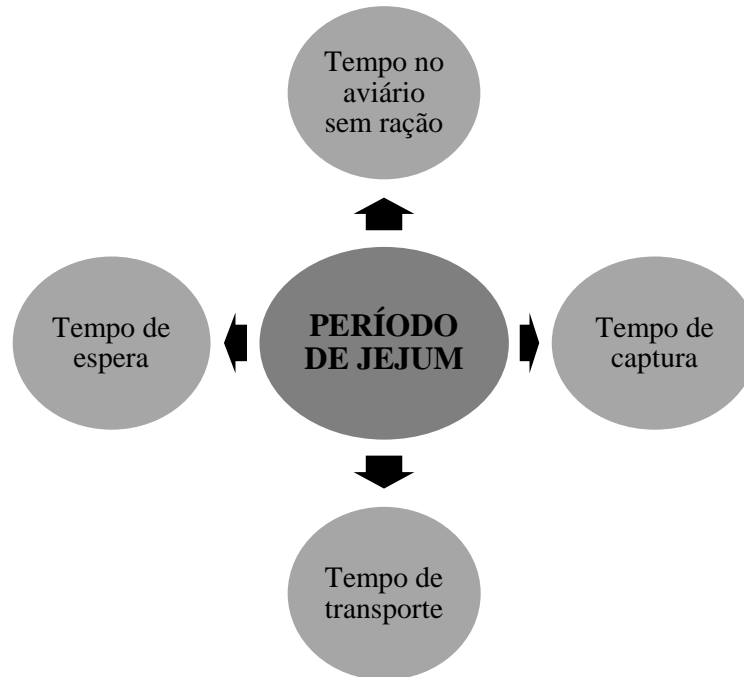 Tempo no
aviário
sem ração
Tempo de
espera
PERÍODO
DE JEJUM
Tempo de
captura
Tempo de
transporte